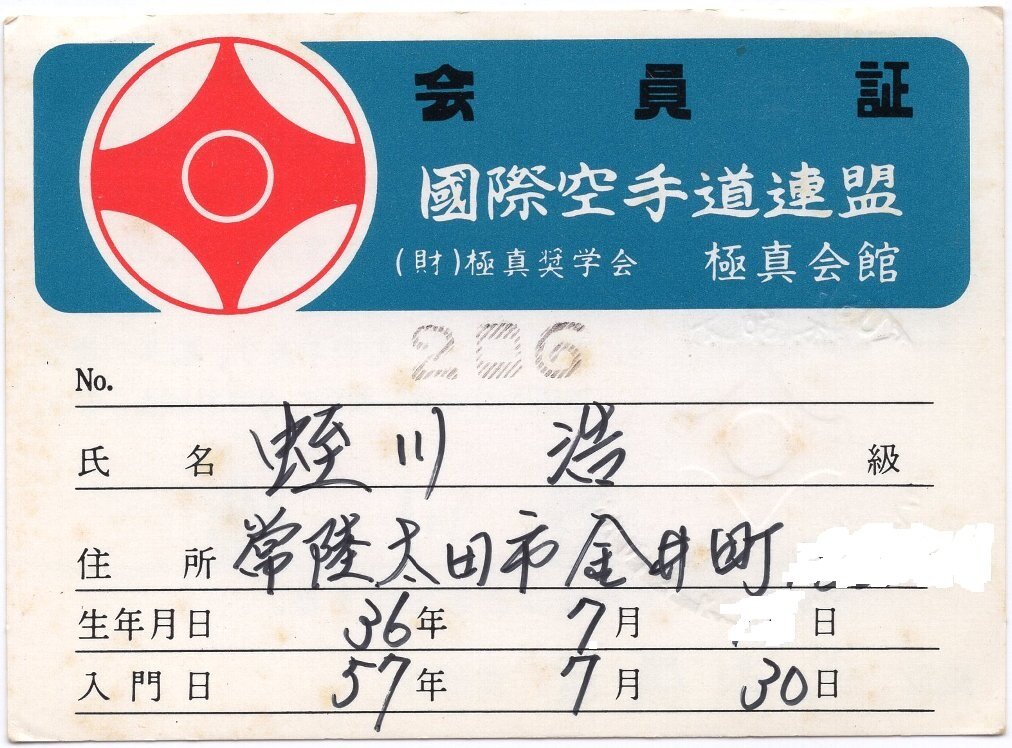 会員証
國際空手道連盟
(財)極真奨学会 極真会館
No. 206
氏名 蛭川 浩 級
住所 常陸太田市金井町
生年月日 36年 7月 日
入門日 57年 7月 30日